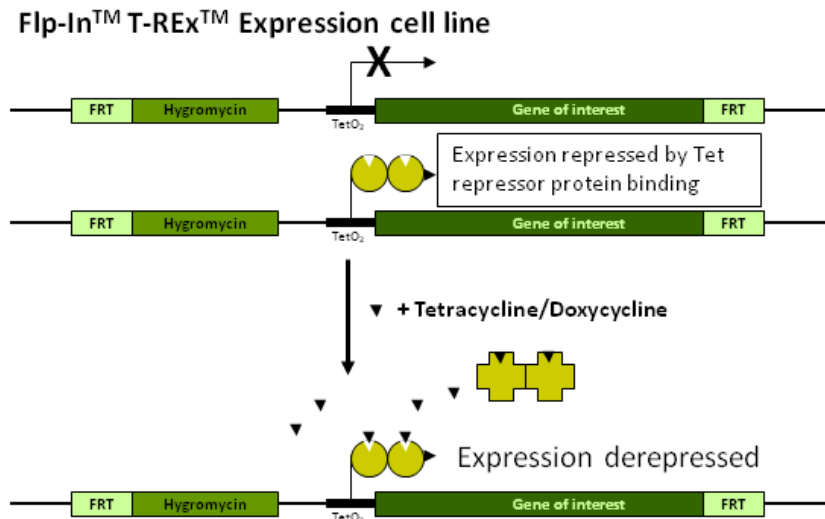 Flp-In™ T-REx™ Expression cell line
X
FRT Hygromycin Gene of interest FRT
TetO₂
Expression repressed by Tet
repressor protein binding
FRT Hygromycin Gene of interest FRT
TetO₂
+ Tetracycline/Doxycycline
Expression derepressed
FRT Hygromycin Gene of interest FRT
TetO₂